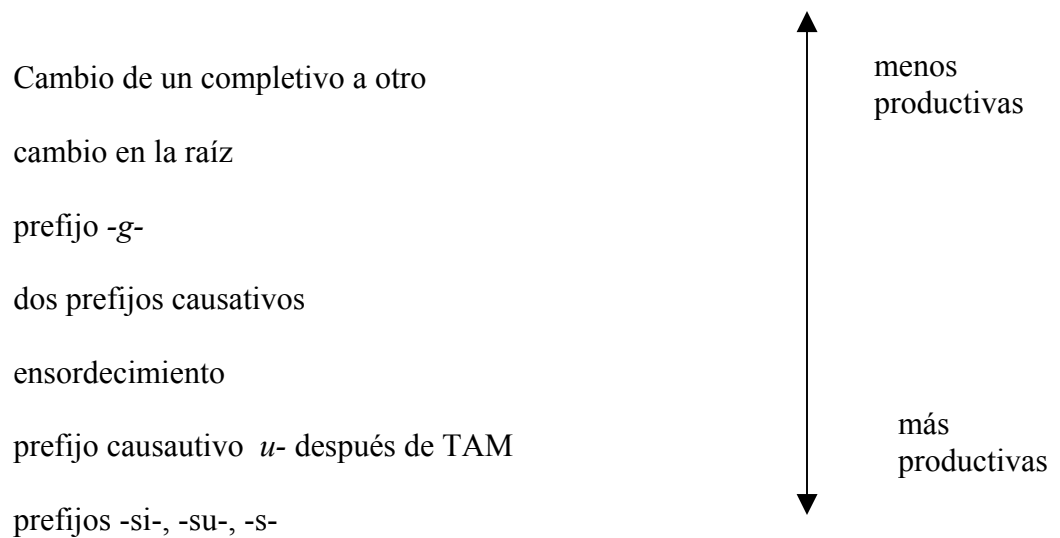 Cambio de un completivo a otro
menos
productivas
cambio en la raíz
prefijo -g-
dos prefijos causativos
ensordecimiento
prefijo causautivo u- después de TAM
más
productivas
prefijos -si-, -su-, -s-